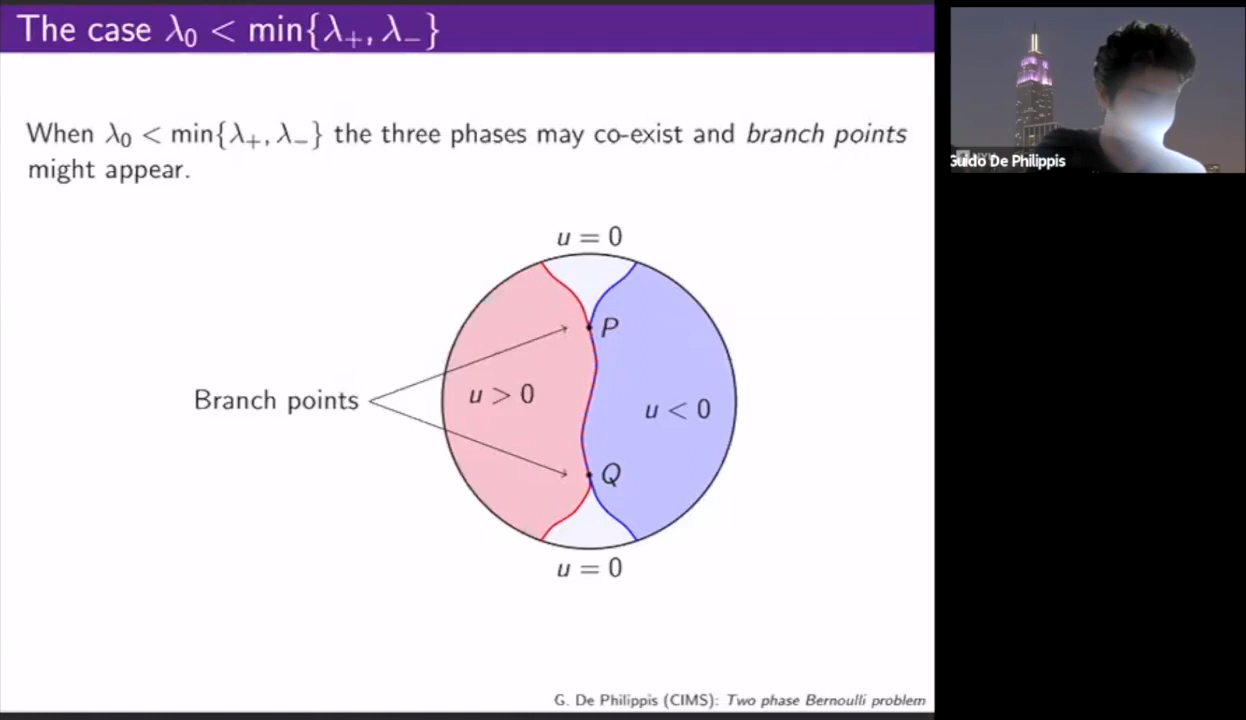 The case λ₀ < min{λ₊, λ₋}
When λ₀ < min{λ₊, λ₋} the three phases may co-exist and branch points
might appear.
u = 0
P
Branch points
u > 0
u < 0
Q
u = 0
G. De Philippis (CIMS): Two phase Bernoulli problem
Guido De Philippis